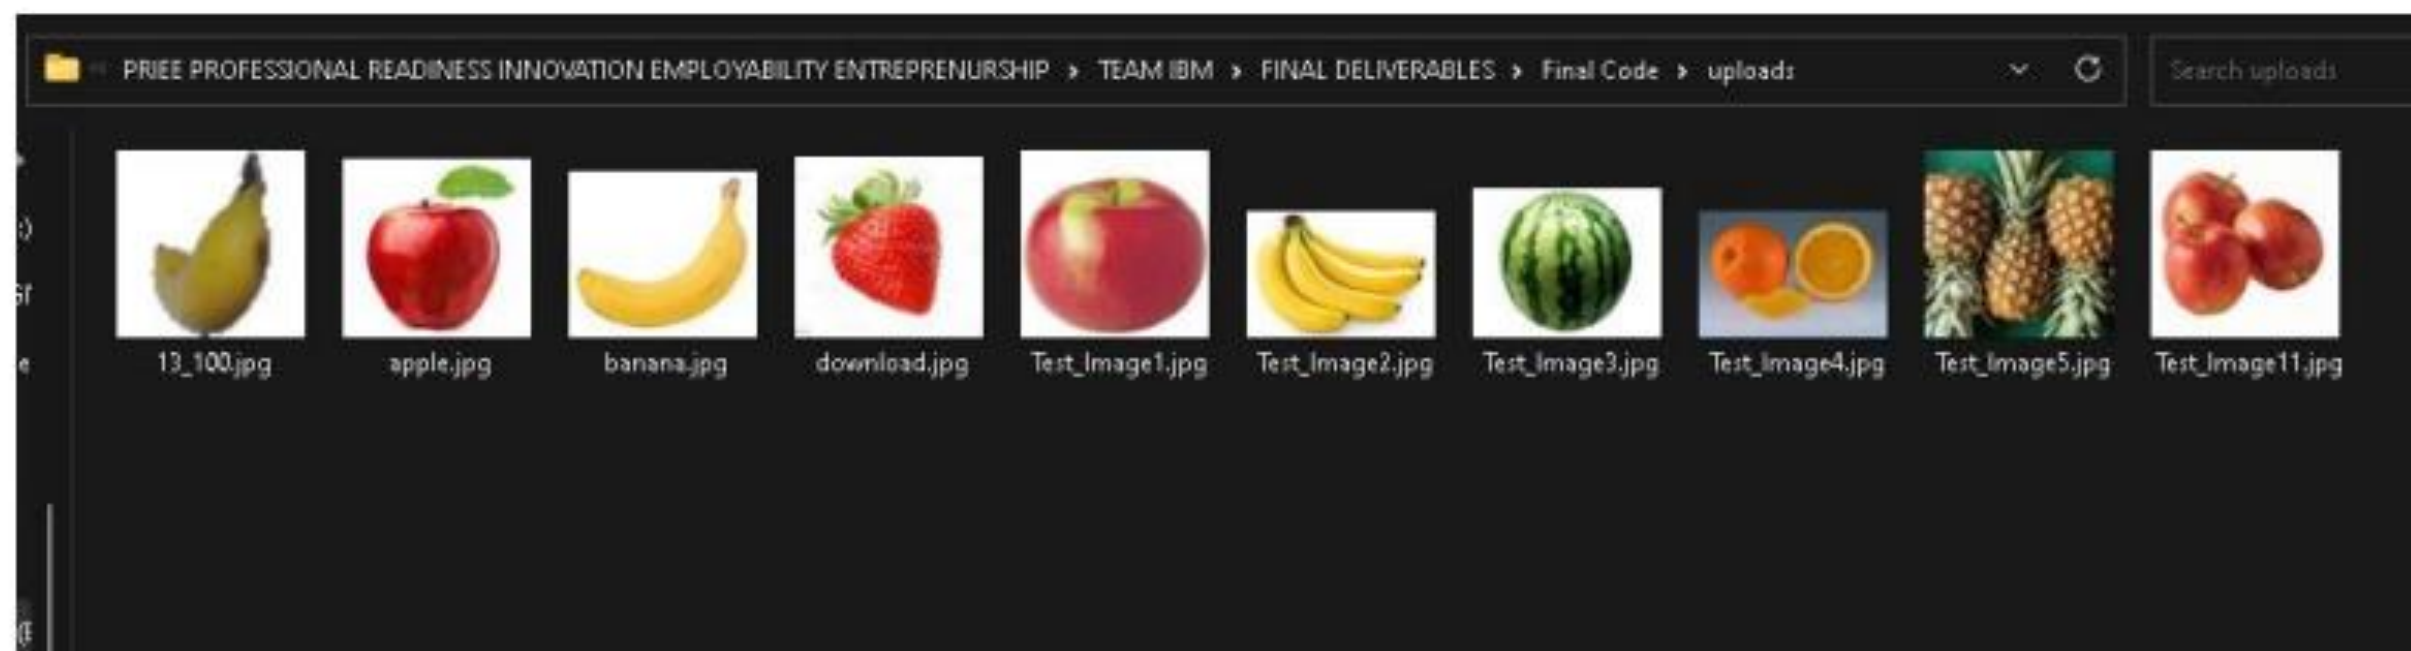 PRIEE PROFESSIONAL READINESS INNOVATION EMPLOYABILITY ENTREPRENURSHIP > TEAM IBM > FINAL DELIVERABLES > Final Code > uploads
Search uploads
13_100.jpg apple.jpg banana.jpg download.jpg Test_Image1.jpg Test_Image2.jpg Test_Image3.jpg Test_Image4.jpg Test_Image5.jpg Test_Image11.jpg